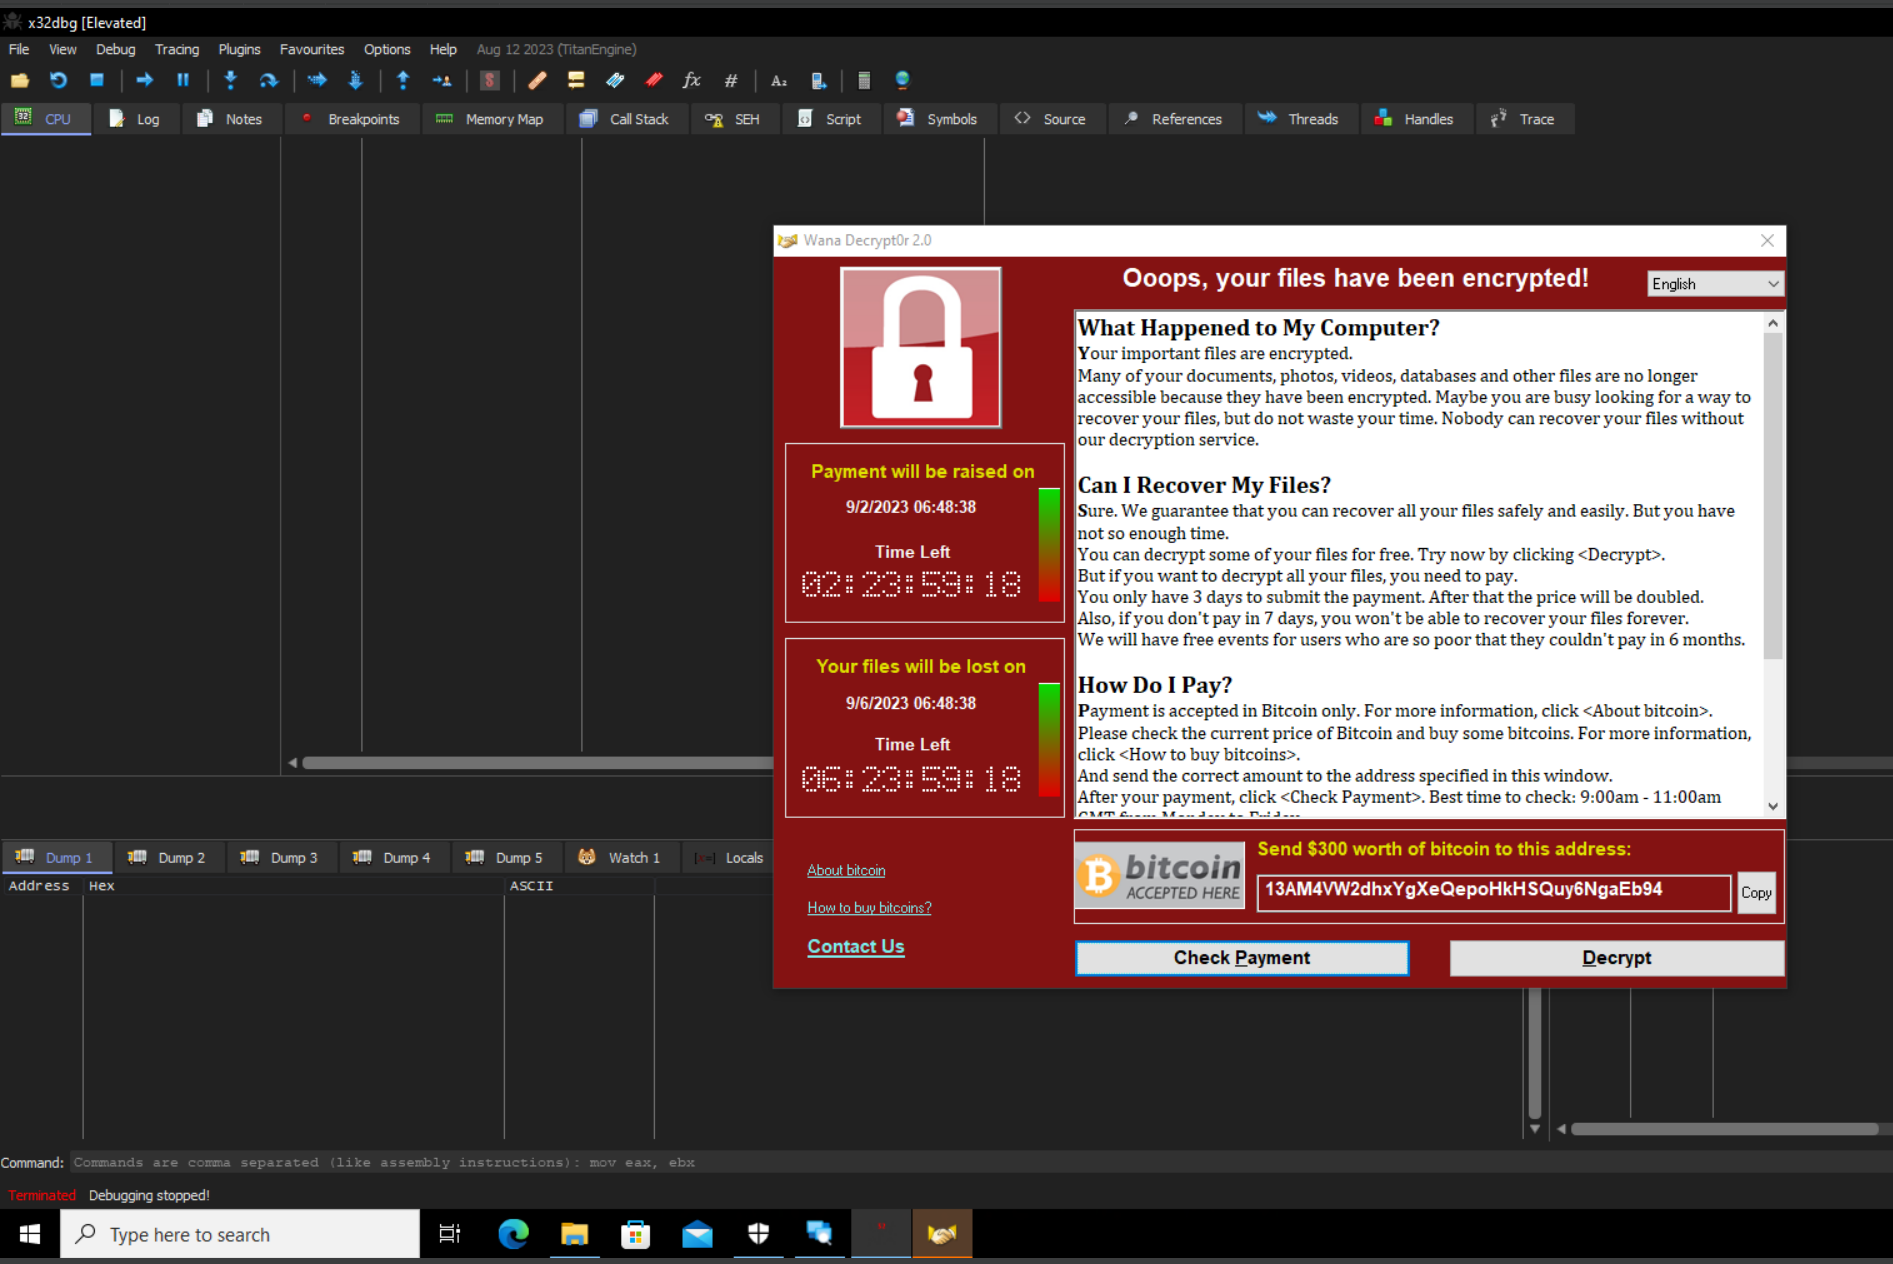 x32dbg [Elevated]
File View Debug Tracing Plugins Favourites Options Help Aug 12 2023 (TitanEngine)
CPU Log Notes Breakpoints Memory Map Call Stack SEH Script Symbols Source References Threads Handles Trace
Wana Decrypt0r 2.0
Ooops, your files have been encrypted!
English
What Happened to My Computer?
Your important files are encrypted.
Many of your documents, photos, videos, databases and other files are no longer
accessible because they have been encrypted. Maybe you are busy looking for a way to
recover your files, but do not waste your time. Nobody can recover your files without
our decryption service.
Can I Recover My Files?
Sure. We guarantee that you can recover all your files safely and easily. But you have
not so enough time.
You can decrypt some of your files for free. Try now by clicking <Decrypt>.
But if you want to decrypt all your files, you need to pay.
You only have 3 days to submit the payment. After that the price will be doubled.
Also, if you don't pay in 7 days, you won't be able to recover your files forever.
We will have free events for users who are so poor that they couldn't pay in 6 months.
How Do I Pay?
Payment is accepted in Bitcoin only. For more information, click <About bitcoin>.
Please check the current price of Bitcoin and buy some bitcoins. For more information,
click <How to buy bitcoins>.
And send the correct amount to the address specified in this window.
After your payment, click <Check Payment>. Best time to check: 9:00am - 11:00am
GMT from Monday to Friday.
Payment will be raised on
9/2/2023 06:48:38
Time Left
02:23:59:18
Your files will be lost on
9/6/2023 06:48:38
Time Left
06:23:59:18
About bitcoin
How to buy bitcoins?
Contact Us
bitcoin
ACCEPTED HERE
Send $300 worth of bitcoin to this address:
13AM4VW2dhxYgXeQepoHkHSQuy6NgaEb94
Copy
Check Payment
Decrypt
Dump 1 Dump 2 Dump 3 Dump 4 Dump 5 Watch 1 Locals
Address Hex ASCII
Command: Commands are comma separated (like assembly instructions): mov eax, ebx
Terminated Debugging stopped!
Type here to search